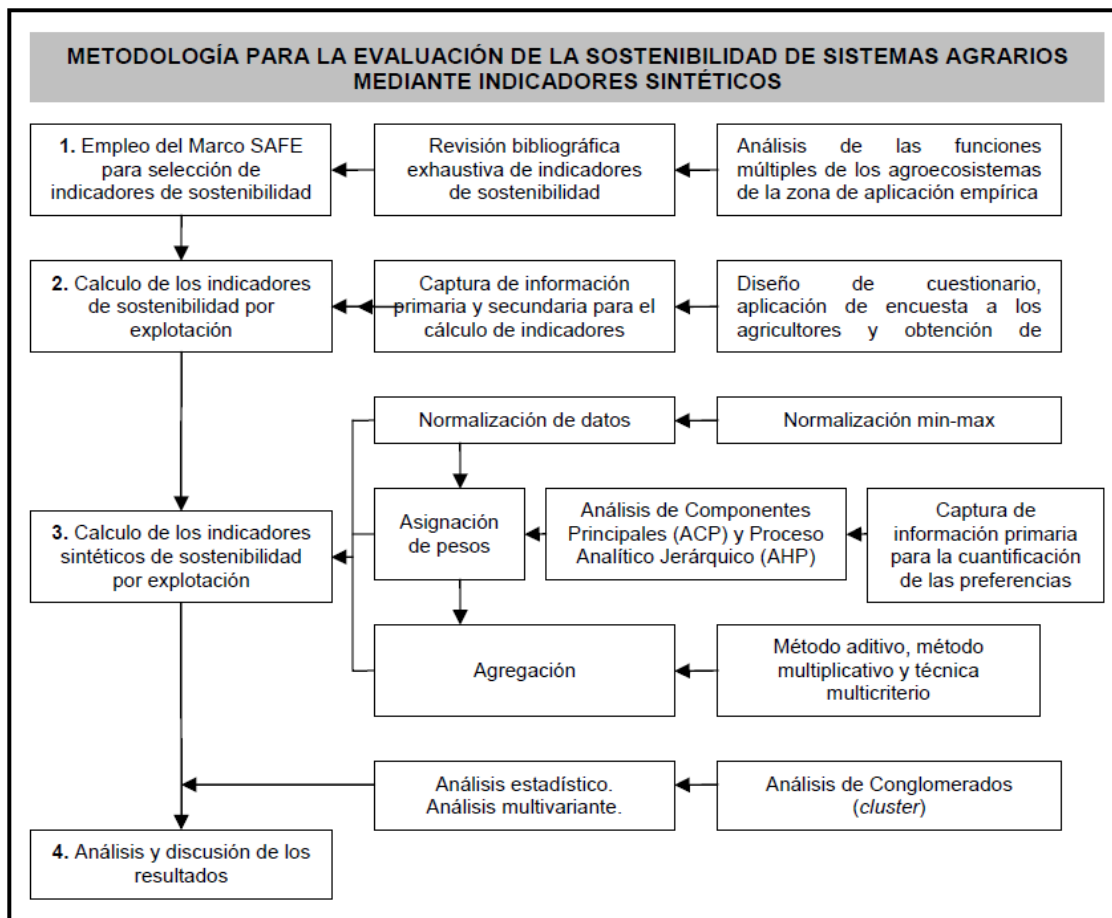 METODOLOGÍA PARA LA EVALUACIÓN DE LA SOSTENIBILIDAD DE SISTEMAS AGRARIOS
MEDIANTE INDICADORES SINTÉTICOS
1. Empleo del Marco SAFE
para selección de
indicadores de sostenibilidad
Revisión bibliográfica
exhaustiva de indicadores
de sostenibilidad
Análisis de las funciones
múltiples de los agroecosistemas
de la zona de aplicación empírica
2. Calculo de los indicadores
de sostenibilidad por
explotación
Captura de información
primaria y secundaria para el
cálculo de indicadores
Diseño de cuestionario,
aplicación de encuesta a los
agricultores y obtención de
Normalización de datos
Normalización min-max
3. Calculo de los indicadores
sintéticos de sostenibilidad
por explotación
Asignación
de pesos
Análisis de Componentes
Principales (ACP) y Proceso
Analítico Jerárquico (AHP)
Captura de
información primaria
para la cuantificación
de las preferencias
Agregación
Método aditivo, método
multiplicativo y técnica
multicriterio
Análisis estadístico.
Análisis multivariante.
Análisis de Conglomerados
(cluster)
4. Análisis y discusión de los
resultados